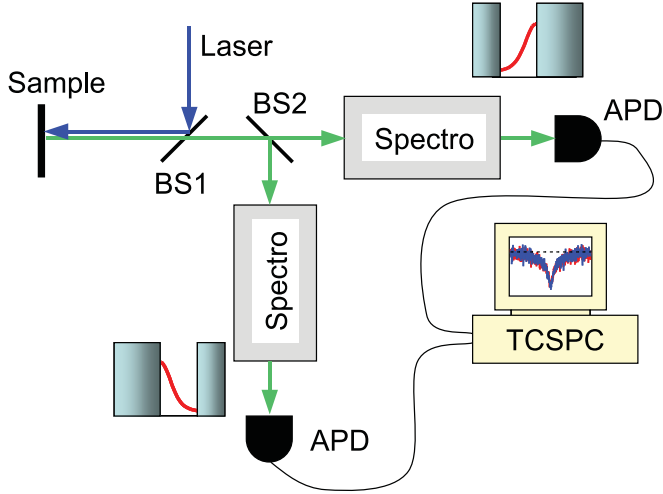 Laser
Sample
BS2
APD
Spectro
BS1
Spectro
TCSPC
APD